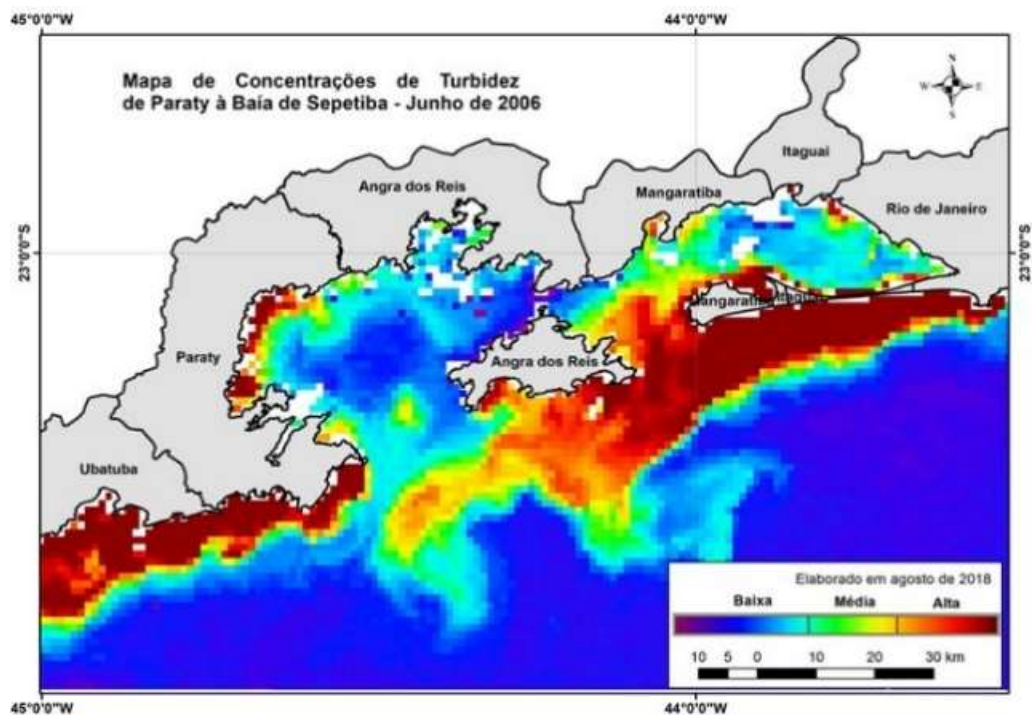 45°0'0"W 44°0'0"W
Mapa de Concentrações de Turbidez
de Paraty à Baía de Sepetiba - Junho de 2006
N
W E
S
Itaguai
Angra dos Reis
Mangaratiba
Rio de Janeiro
23°0'0"S 23°0'0"S
Mangaratiba
Paraty
Angra dos Reis
Ubatuba
Elaborado em agosto de 2018
Baixa Média Alta
10 5 0 10 20 30 km
45°0'0"W 44°0'0"W